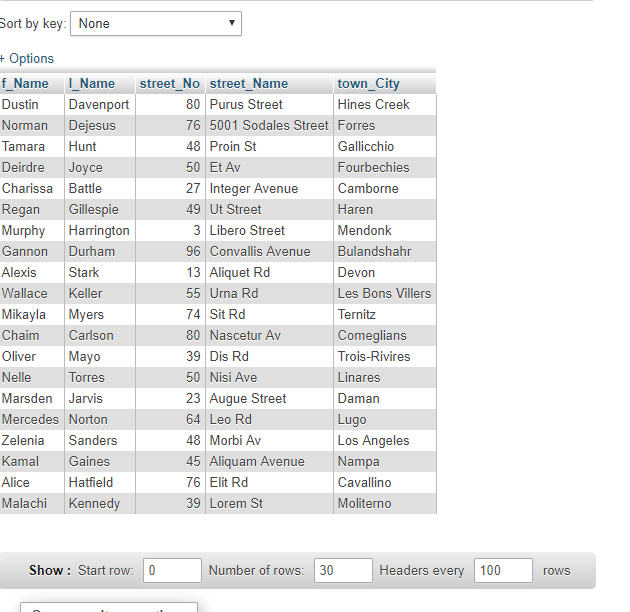 Sort by key: None
+ Options
f_Name l_Name street_No street_Name town_City
Dustin Davenport 80 Purus Street Hines Creek
Norman Dejesus 76 5001 Sodales Street Forres
Tamara Hunt 48 Proin St Gallicchio
Deirdre Joyce 50 Et Av Fourbechies
Charissa Battle 27 Integer Avenue Camborne
Regan Gillespie 49 Ut Street Haren
Murphy Harrington 3 Libero Street Mendonk
Gannon Durham 96 Convallis Avenue Bulandshahr
Alexis Stark 13 Aliquet Rd Devon
Wallace Keller 55 Urna Rd Les Bons Villers
Mikayla Myers 74 Sit Rd Ternitz
Chaim Carlson 80 Nascetur Av Comeglians
Oliver Mayo 39 Dis Rd Trois-Rivires
Nelle Torres 50 Nisi Ave Linares
Marsden Jarvis 23 Augue Street Daman
Mercedes Norton 64 Leo Rd Lugo
Zelenia Sanders 48 Morbi Av Los Angeles
Kamal Gaines 45 Aliquam Avenue Nampa
Alice Hatfield 76 Elit Rd Cavallino
Malachi Kennedy 39 Lorem St Moliterno
Show : Start row: 0 Number of rows: 30 Headers every 100 rows